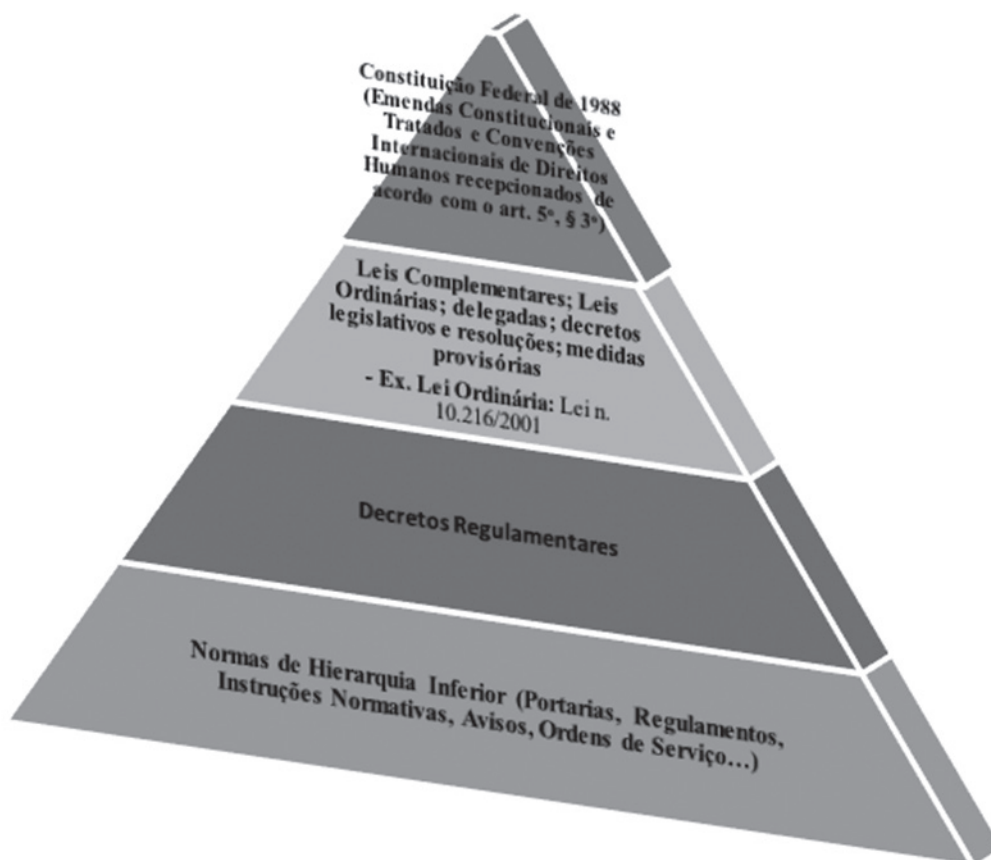 Constituição Federal de 1988
(Emendas Constitucionais e
Tratados e Convenções
Internacionais de Direitos
Humanos recepcionados de
acordo com o art. 5º, § 3º)
Leis Complementares; Leis
Ordinárias; delegadas; decretos
legislativos e resoluções; medidas
provisórias
- Ex. Lei Ordinária: Lei n.
10.216/2001
Decretos Regulamentares
Normas de Hierarquia Inferior (Portarias, Regulamentos,
Instruções Normativas, Avisos, Ordens de Serviço...)